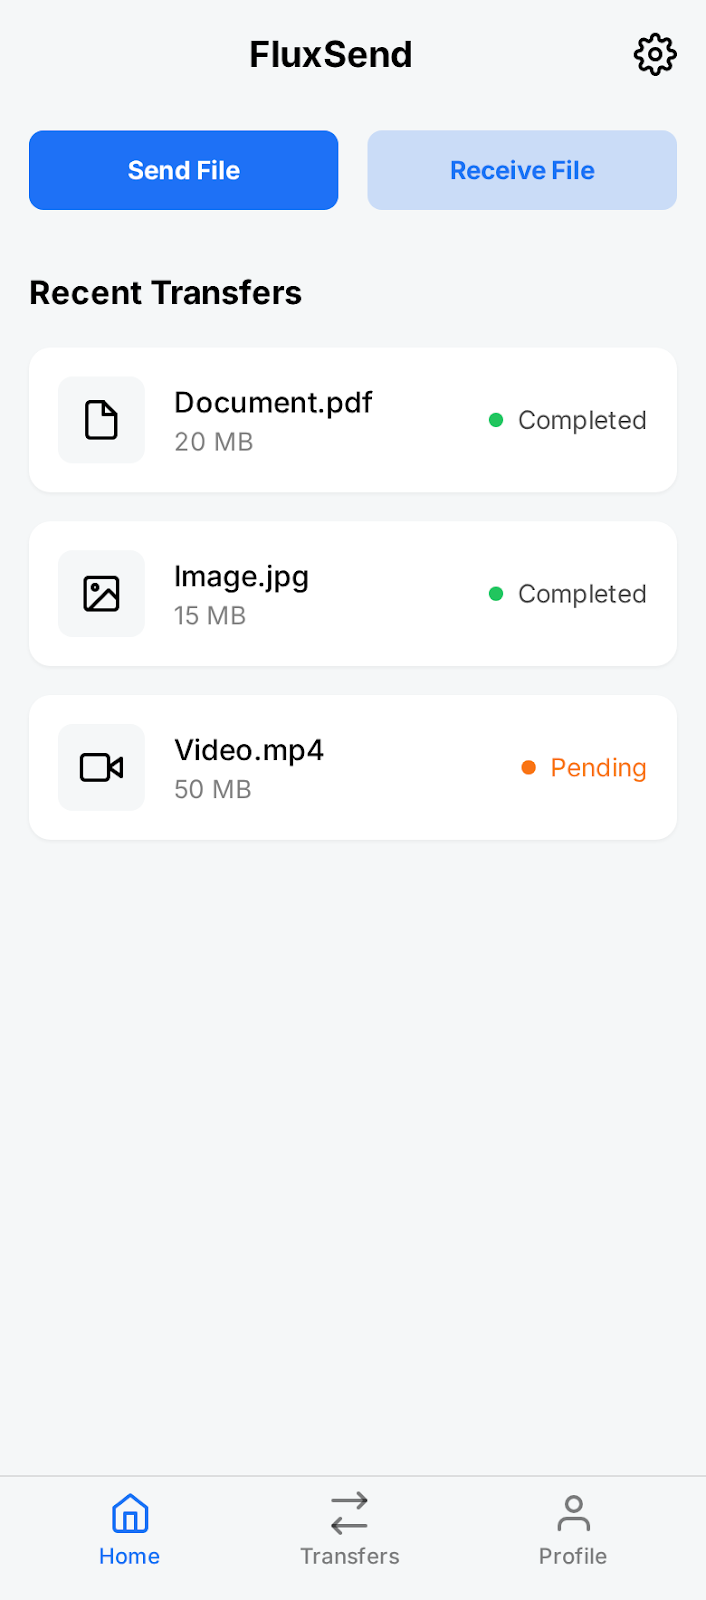 FluxSend
Send File
Receive File
Recent Transfers
Document.pdf
20 MB
Completed
Image.jpg
15 MB
Completed
Video.mp4
50 MB
Pending
Home
Transfers
Profile